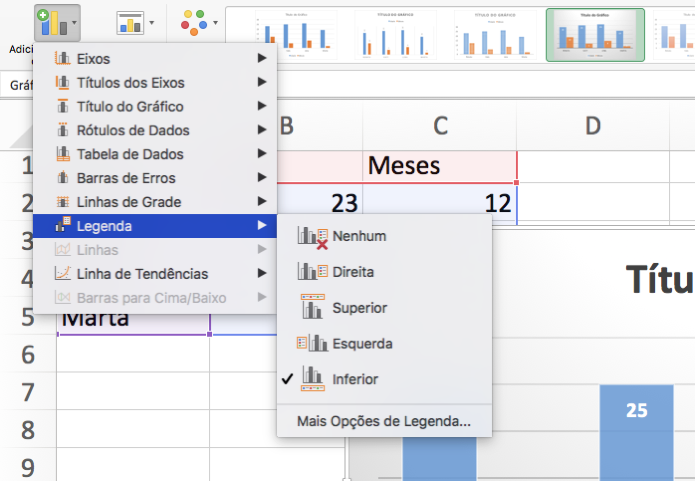 Adici
Gráf
Eixos
Títulos dos Eixos
Título do Gráfico
Rótulos de Dados
Tabela de Dados
Barras de Erros
Linhas de Grade
Legenda
Linhas
Linha de Tendências
Barras para Cima/Baixo
Nenhum
Direita
Superior
Esquerda
Inferior
Mais Opções de Legenda...
B C D
1 Meses
2 23 12
3
4 Títu
5 Marta
6
7
25
8
9